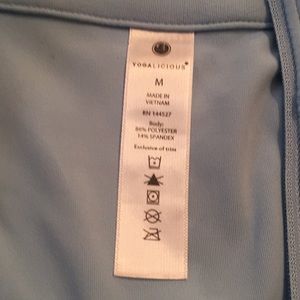 YOGALICIOUS®
M
MADE IN
VIETNAM
RN 144527
Body:
86% POLYESTER
14% SPANDEX
Exclusive of trim